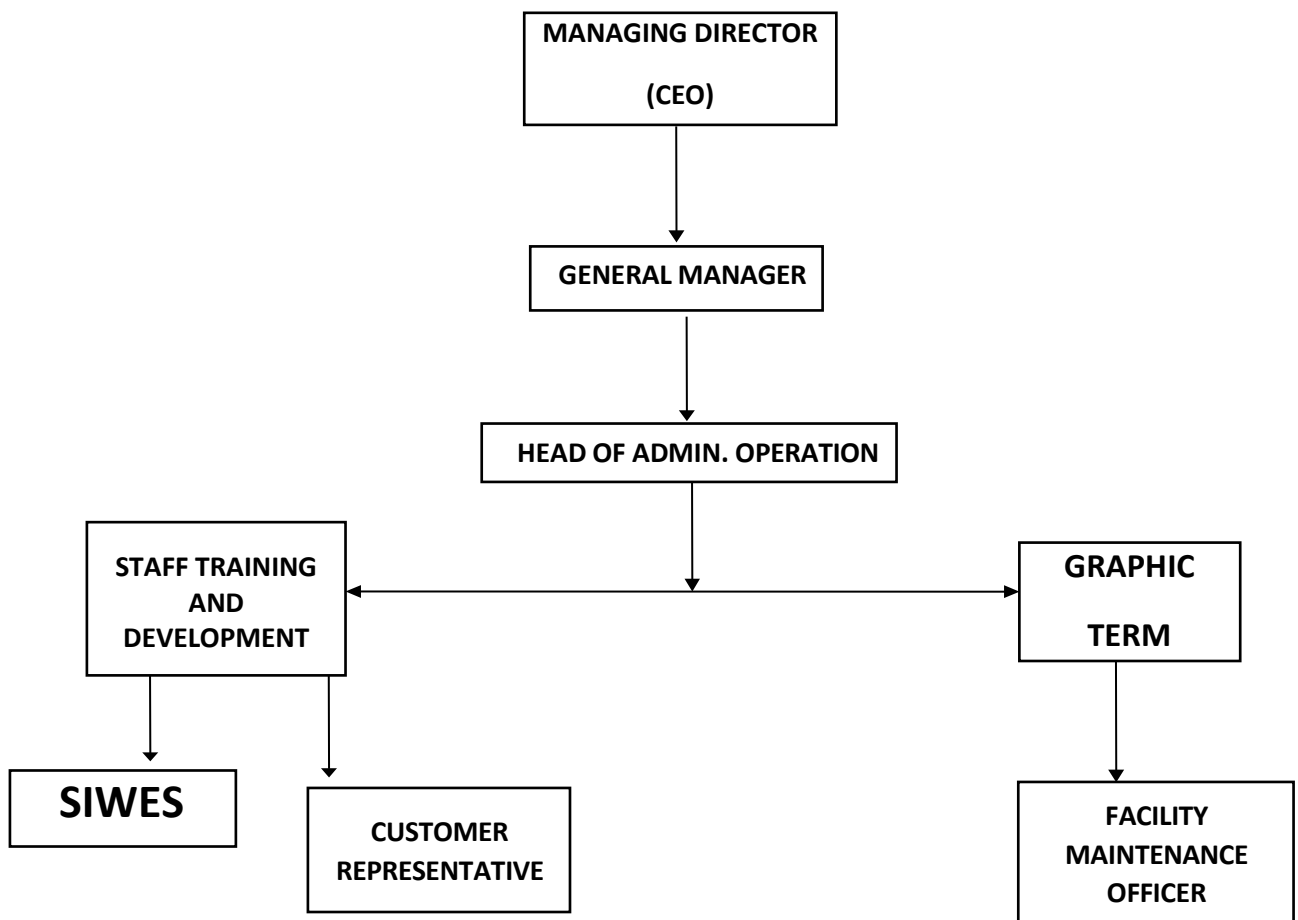 MANAGING DIRECTOR
(CEO)
GENERAL MANAGER
HEAD OF ADMIN. OPERATION
STAFF TRAINING
AND
DEVELOPMENT
GRAPHIC
TERM
SIWES
CUSTOMER
REPRESENTATIVE
FACILITY
MAINTENANCE
OFFICER